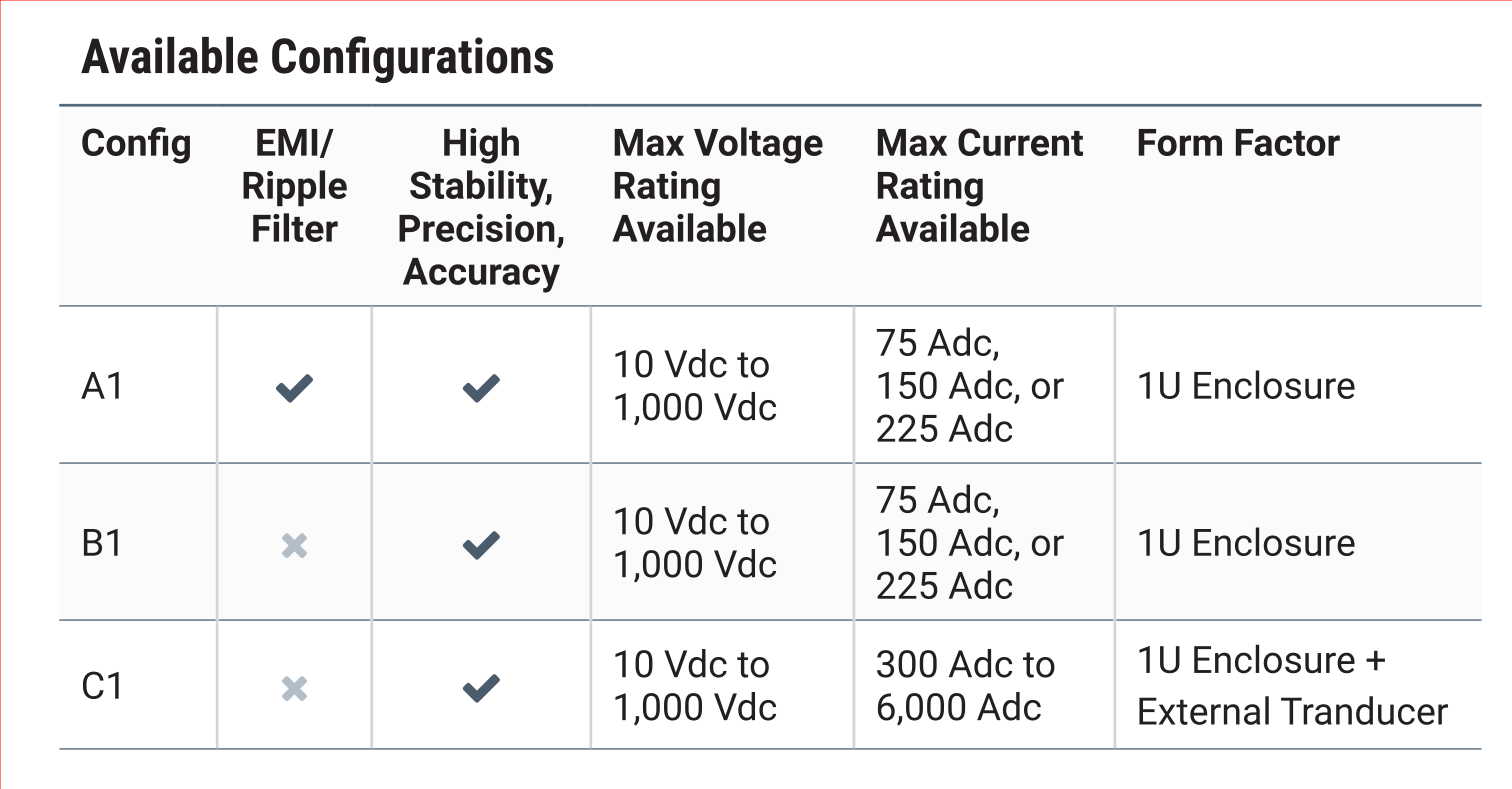 Available Configurations
Config
EMI/
Ripple
Filter
High
Stability,
Precision,
Accuracy
Max Voltage
Rating
Available
Max Current
Rating
Available
Form Factor
A1
10 Vdc to
1,000 Vdc
75 Adc,
150 Adc, or
225 Adc
1U Enclosure
B1
10 Vdc to
1,000 Vdc
75 Adc,
150 Adc, or
225 Adc
1U Enclosure
C1
10 Vdc to
1,000 Vdc
300 Adc to
6,000 Adc
1U Enclosure +
External Tranducer